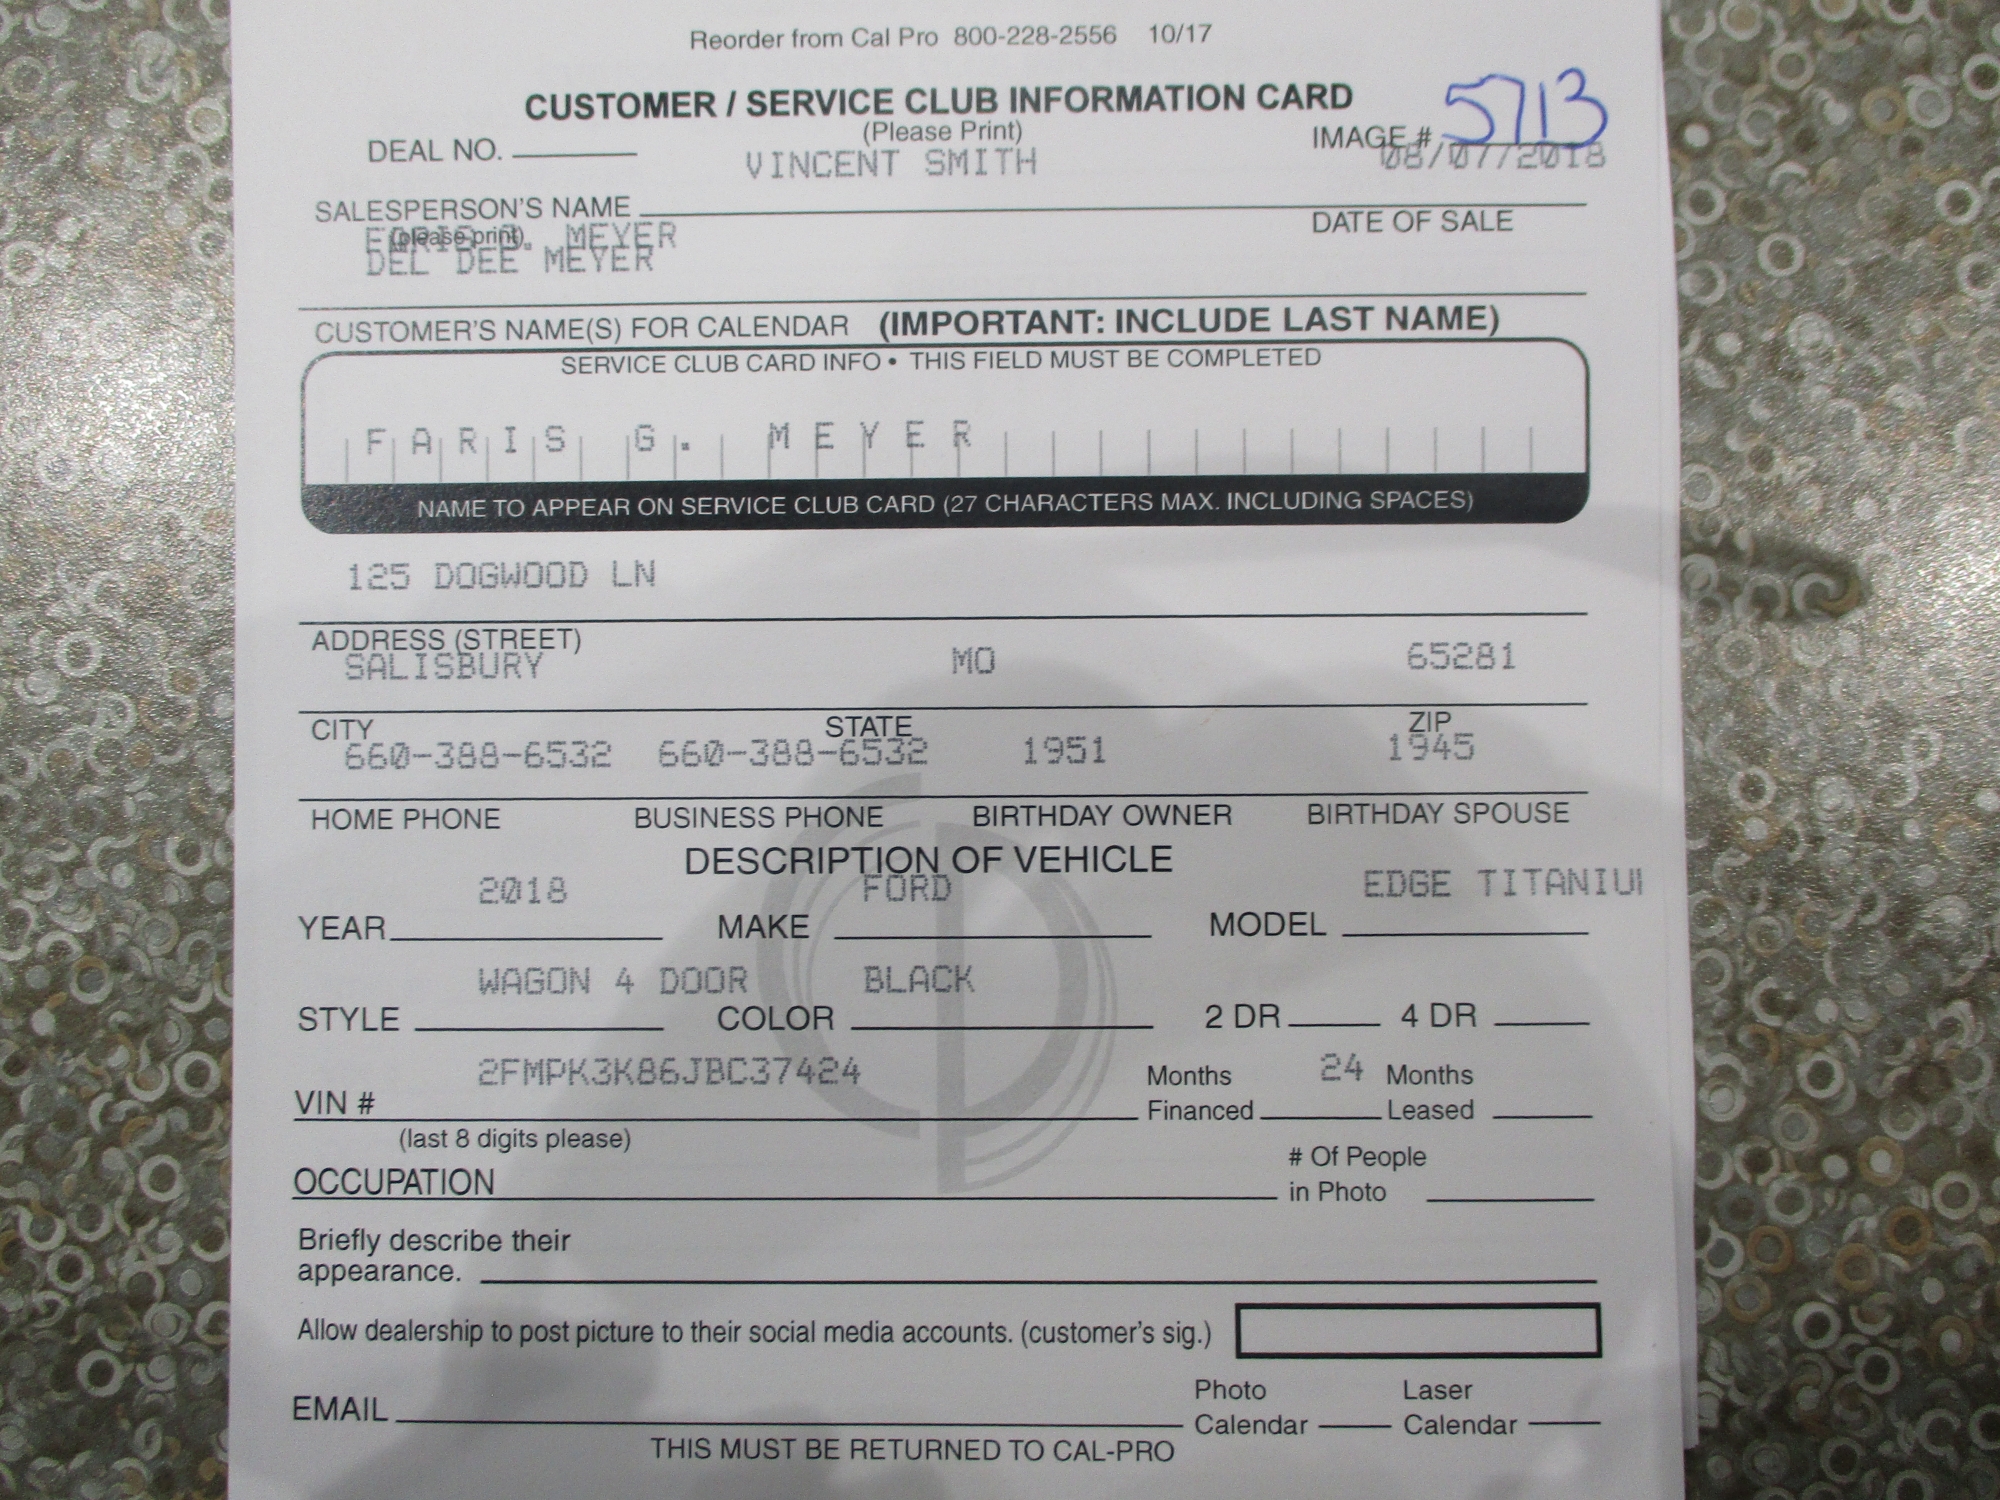 Reorder from Cal Pro 800-228-2556 10/17
CUSTOMER / SERVICE CLUB INFORMATION CARD
(Please Print)
DEAL NO.
IMAGE # 5713
VINCENT SMITH 08/07/2018
SALESPERSON'S NAME
DATE OF SALE
(please print)
MEYER
DEL DEE MEYER
CUSTOMER'S NAME(S) FOR CALENDAR (IMPORTANT: INCLUDE LAST NAME)
SERVICE CLUB CARD INFO • THIS FIELD MUST BE COMPLETED
FARIS G. MEYER
NAME TO APPEAR ON SERVICE CLUB CARD (27 CHARACTERS MAX. INCLUDING SPACES)
125 DOGWOOD LN
ADDRESS (STREET)
SALISBURY MO 65281
CITY STATE ZIP
660-388-6532 660-388-6532 1951 1945
HOME PHONE BUSINESS PHONE BIRTHDAY OWNER BIRTHDAY SPOUSE
DESCRIPTION OF VEHICLE
2018 FORD EDGE TITANIU
YEAR MAKE MODEL
WAGON 4 DOOR BLACK
STYLE COLOR 2 DR 4 DR
2FMPK3K86JBC37424 24
VIN # Months Financed Months Leased
(last 8 digits please)
OCCUPATION # Of People in Photo
Briefly describe their
appearance.
Allow dealership to post picture to their social media accounts. (customer's sig.)
EMAIL Photo Calendar Laser Calendar
THIS MUST BE RETURNED TO CAL-PRO